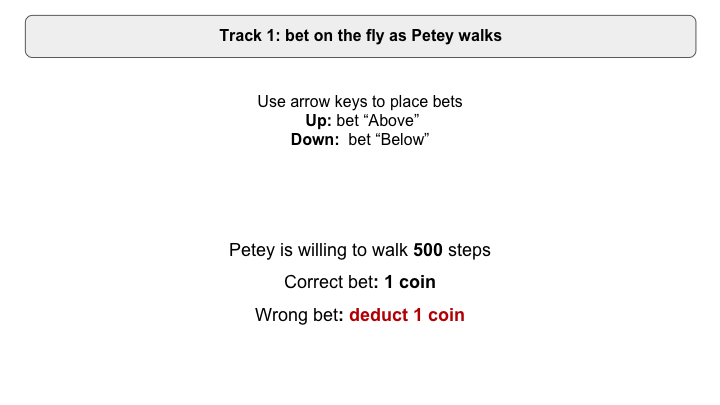 Track 1: bet on the fly as Petey walks
Use arrow keys to place bets
Up: bet “Above”
Down:  bet “Below”
Petey is willing to walk 500 steps
Correct bet: 1 coin
Wrong bet: deduct 1 coin